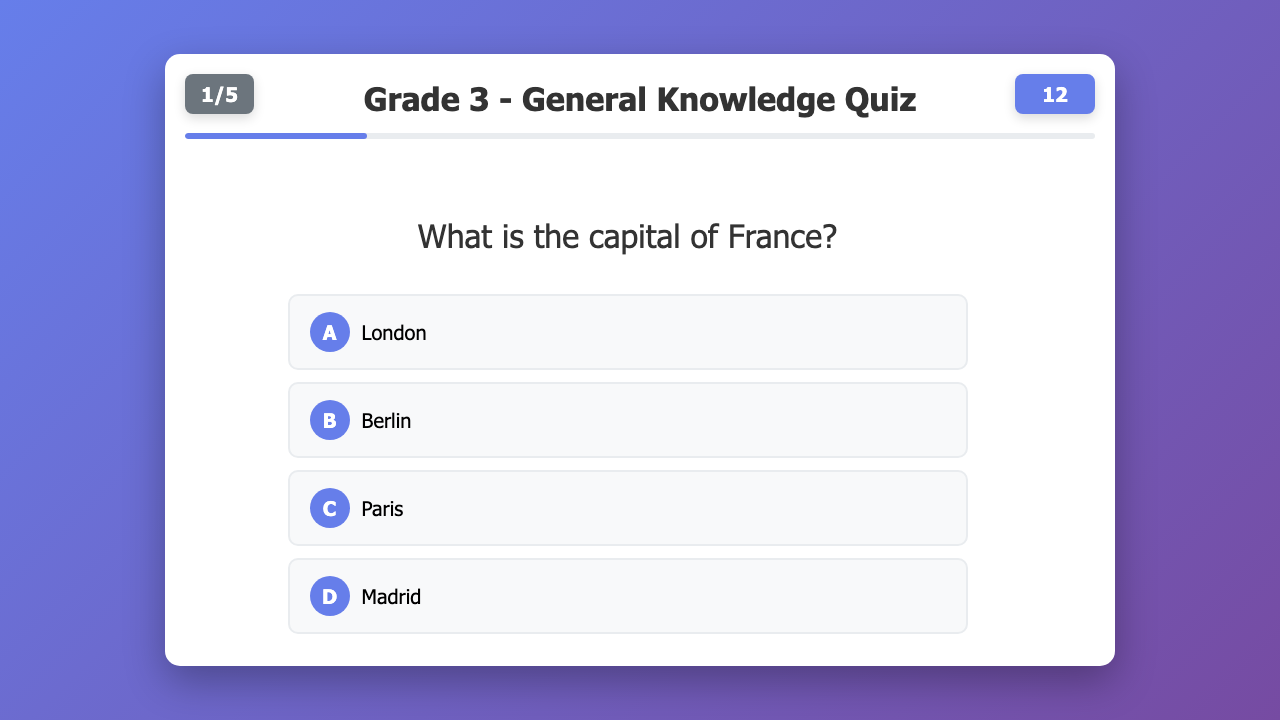 1/5
Grade 3 - General Knowledge Quiz
12
What is the capital of France?
A London
B Berlin
C Paris
D Madrid